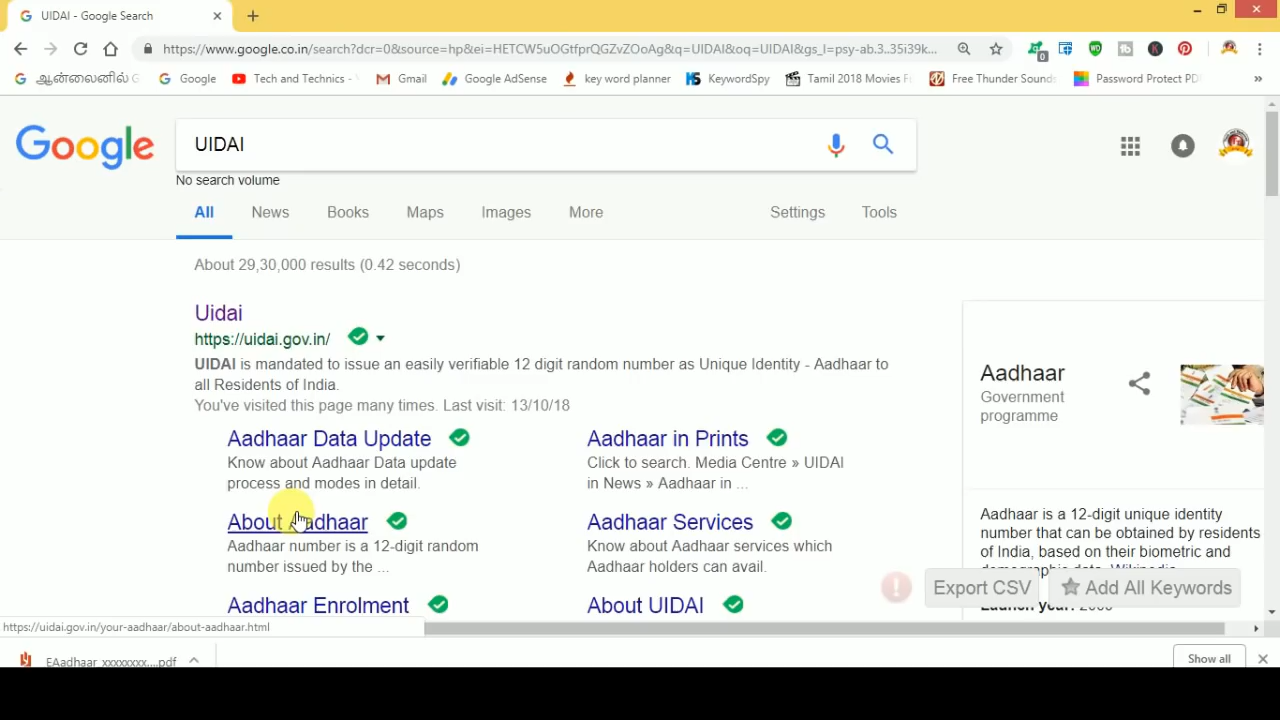 UIDAI - Google Search
https://www.google.co.in/search?dcr=0&source=hp&ei=HETCW5uOGtfprQGZvZOoAg&q=UIDAI&oq=UIDAI&gs_l=psy-ab.3..35i39k...
ஆன்லைனில் G Google Tech and Technics - Gmail Google AdSense key word planner KeywordSpy Tamil 2018 Movies F Free Thunder Sound Password Protect PD »
Google
UIDAI
No search volume
All News Books Maps Images More Settings Tools
About 29,30,000 results (0.42 seconds)
Uidai
https://uidai.gov.in/
UIDAI is mandated to issue an easily verifiable 12 digit random number as Unique Identity - Aadhaar to
all Residents of India.
You've visited this page many times. Last visit: 13/10/18
Aadhaar Data Update
Know about Aadhaar Data update
process and modes in detail.
Aadhaar in Prints
Click to search. Media Centre » UIDAI
in News » Aadhaar in ...
About Aadhaar
Aadhaar number is a 12-digit random
number issued by the ...
Aadhaar Services
Know about Aadhaar services which
Aadhaar holders can avail.
Aadhaar Enrolment
About UIDAI
Aadhaar
Government
programme
Aadhaar is a 12-digit unique identity
number that can be obtained by residents
of India, based on their biometric and
demographic data. Wikipedia
Launch year:
Export CSV
Add All Keywords
https://uidai.gov.in/your-aadhaar/about-aadhaar.html
EAadhaar_xxxxxxxx....pdf
Show all